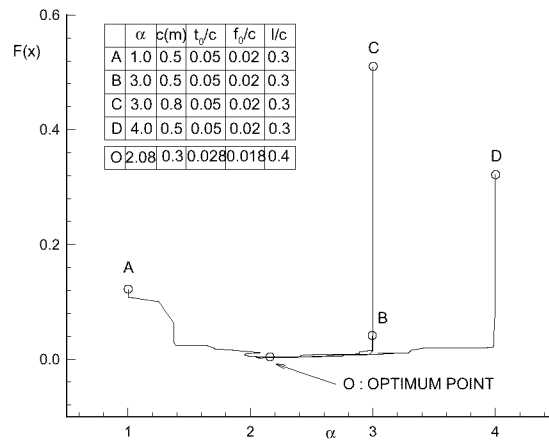 0.6
F(x)
α c(m) t₀/c f₀/c l/c
A 1.0 0.5 0.05 0.02 0.3
B 3.0 0.5 0.05 0.02 0.3
C 3.0 0.8 0.05 0.02 0.3
D 4.0 0.5 0.05 0.02 0.3
O 2.08 0.3 0.028 0.018 0.4
C
0.4
D
0.2
A
B
0.0
O : OPTIMUM POINT
1 2 α 3 4